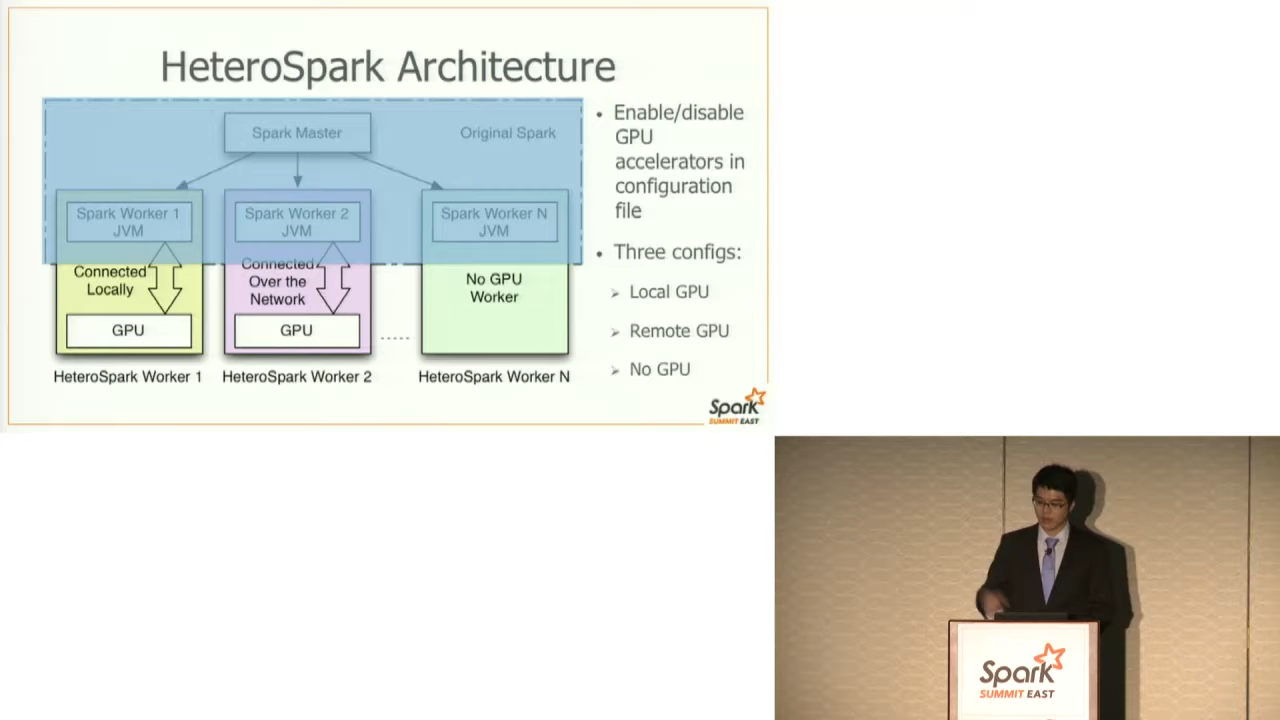 HeteroSpark Architecture
Spark Master
Original Spark
Spark Worker 1
JVM
Spark Worker 2
JVM
Spark Worker N
JVM
Connected
Locally
GPU
Connected
Over the
Network
GPU
No GPU
Worker
.....
HeteroSpark Worker 1
HeteroSpark Worker 2
HeteroSpark Worker N
• Enable/disable
GPU
accelerators in
configuration
file
• Three configs:
➢ Local GPU
➢ Remote GPU
➢ No GPU
Spark
SUMMIT EAST
Spark
SUMMIT EAST